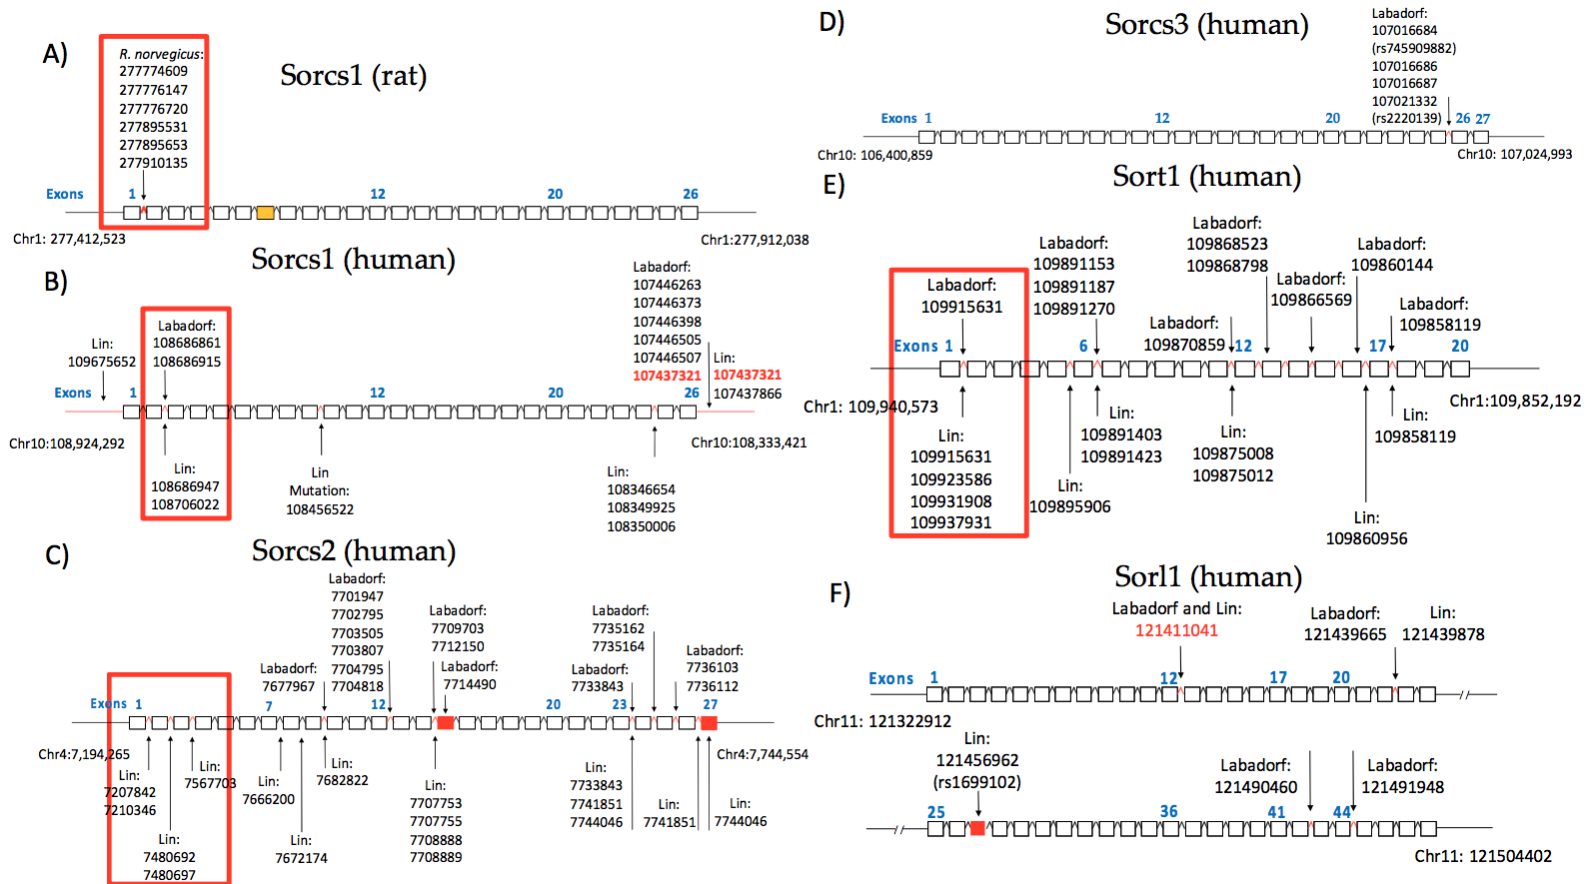 A)
R. norvegicus:
277774609
277776147
277776720
277895531
277895653
277910135
Sorcs1 (rat)
Exons 1 12 20 26
Chr1: 277,412,523
Chr1:277,912,038
B)
Sorcs1 (human)
Lin:
109675652
Labadorf:
108686861
108686915
Labadorf:
107446263
107446373
107446398
107446505
107446507
107437321
Lin:
107437321
107437866
Exons 1 12 20 26
Chr10:108,924,292
Chr10:108,333,421
Lin:
108686947
108706022
Lin
Mutation:
108456522
Lin:
108346654
108349925
108350006
C)
Sorcs2 (human)
Labadorf:
7677967
Labadorf:
7701947
7702795
7703505
7703807
7704795
7704818
Labadorf:
7709703
7712150
Labadorf:
7714490
Labadorf:
7733843
Labadorf:
7735162
7735164
7736103
7736112
Exons 1 7 12 20 23 27
Chr4:7,194,265
Chr4:7,744,554
Lin:
7207842
7210346
Lin:
7480692
7480697
Lin:
7567703
Lin:
7666200
Lin:
7672174
Lin:
7682822
Lin:
7707753
7707755
7708888
7708889
Lin:
7733843
7741851
7744046
Lin:
7741851
Lin:
7744046
D)
Sorcs3 (human)
Labadorf:
107016684
(rs745909882)
107016686
107016687
107021332
(rs2220139)
Exons 1 12 20 26 27
Chr10: 106,400,859
Chr10: 107,024,993
E)
Sort1 (human)
Labadorf:
109915631
Labadorf:
109891153
109891187
109891270
Labadorf:
109870859
Labadorf:
109868523
109868798
Labadorf:
109866569
Labadorf:
109860144
Labadorf:
109858119
Exons 1 6 12 17 20
Chr1: 109,940,573
Chr1:109,852,192
Lin:
109915631
109923586
109931908
109937931
Lin:
109895906
Lin:
109891403
109891423
Lin:
109875008
109875012
Lin:
109860956
Lin:
109858119
F)
Sorl1 (human)
Labadorf and Lin:
121411041
Labadorf:
121439665
Lin:
121439878
Exons 1 12 17 20
Chr11: 121322912
Lin:
121456962
(rs1699102)
Labadorf:
121490460
Labadorf:
121491948
25 36 41 44
Chr11: 121504402